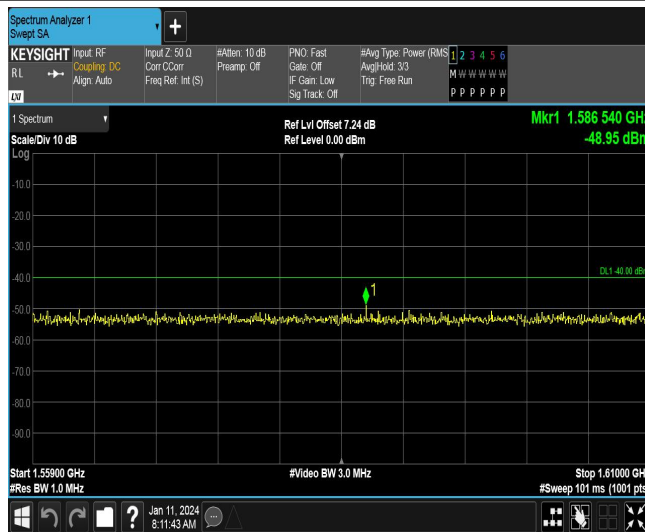 Spectrum Analyzer 1
Swept SA
+
KEYSIGHT
RL
LXI
Input: RF
Coupling: DC
Align: Auto
Input Z: 50 Ω
Corr CCorr
Freq Ref: Int (S)
#Atten: 10 dB
Preamp: Off
PNO: Fast
Gate: Off
IF Gain: Low
Sig Track: Off
#Avg Type: Power (RMS
Avg|Hold: 3/3
Trig: Free Run
1 2 3 4 5 6
M W W W W W
P P P P P P
1 Spectrum
Scale/Div 10 dB
Log
Ref Lvl Offset 7.24 dB
Ref Level 0.00 dBm
Mkr1 1.586 540 GHz
-48.95 dBm
-10.0
-20.0
-30.0
-40.0
-50.0
-60.0
-70.0
-80.0
-90.0
DL1 -40.00 dBm
1
Start 1.55900 GHz
#Res BW 1.0 MHz
#Video BW 3.0 MHz
Stop 1.61000 GHz
#Sweep 101 ms (1001 pts
?
Jan 11, 2024
8:11:43 AM